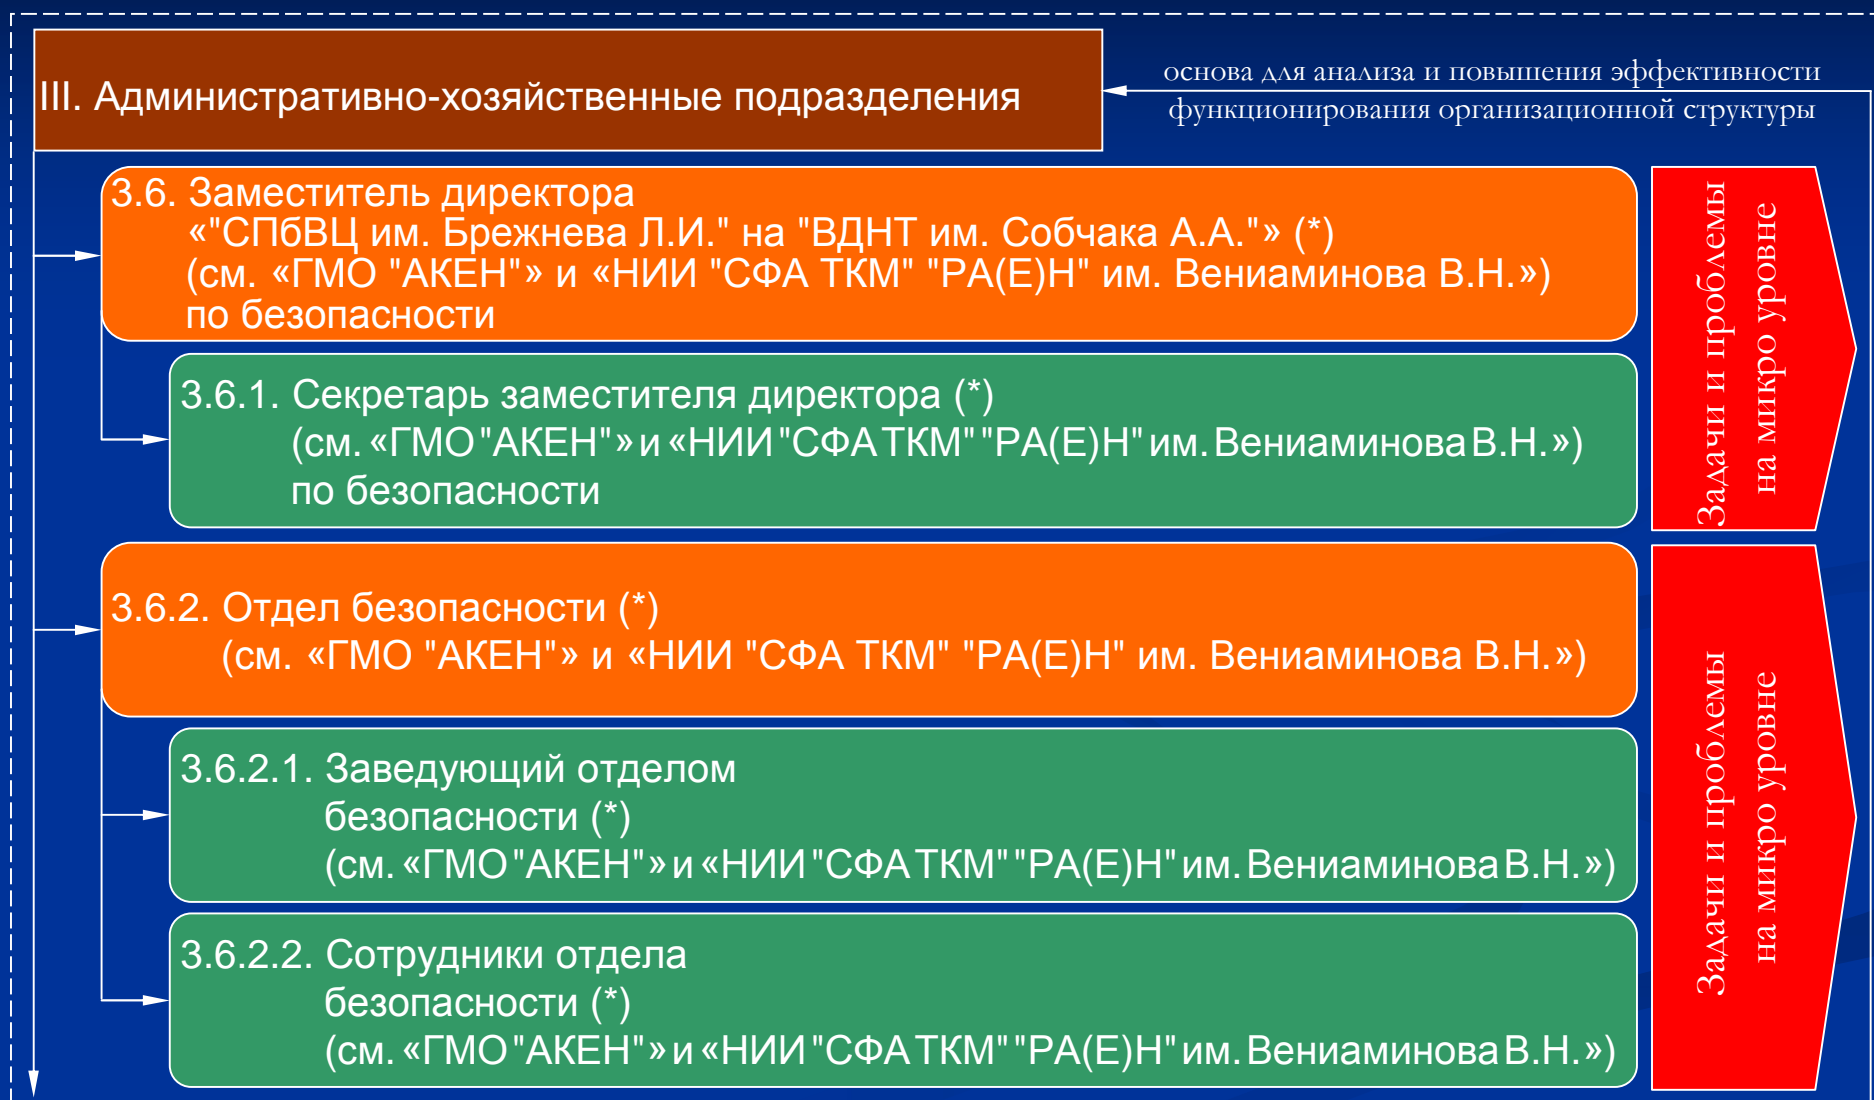 III. Административно-хозяйственные подразделения
основа для анализа и повышения эффективности
функционирования организационной структуры
3.6. Заместитель директора
«"СПбВЦ им. Брежнева Л.И." на "ВДНТ им. Собчака А.А."» (*)
(см. «ГМО "АКЕН"» и «НИИ "СФА ТКМ" "РА(Е)Н" им. Вениаминова В.Н.»)
по безопасности
3.6.1. Секретарь заместителя директора (*)
(см. «ГМО "АКЕН"» и «НИИ "СФА ТКМ" "РА(Е)Н" им. Вениаминова В.Н.»)
по безопасности
Задачи и проблемы
на микро уровне
3.6.2. Отдел безопасности (*)
(см. «ГМО "АКЕН"» и «НИИ "СФА ТКМ" "РА(Е)Н" им. Вениаминова В.Н.»)
3.6.2.1. Заведующий отделом
безопасности (*)
(см. «ГМО "АКЕН"» и «НИИ "СФА ТКМ" "РА(Е)Н" им. Вениаминова В.Н.»)
3.6.2.2. Сотрудники отдела
безопасности (*)
(см. «ГМО "АКЕН"» и «НИИ "СФА ТКМ" "РА(Е)Н" им. Вениаминова В.Н.»)
Задачи и проблемы
на микро уровне